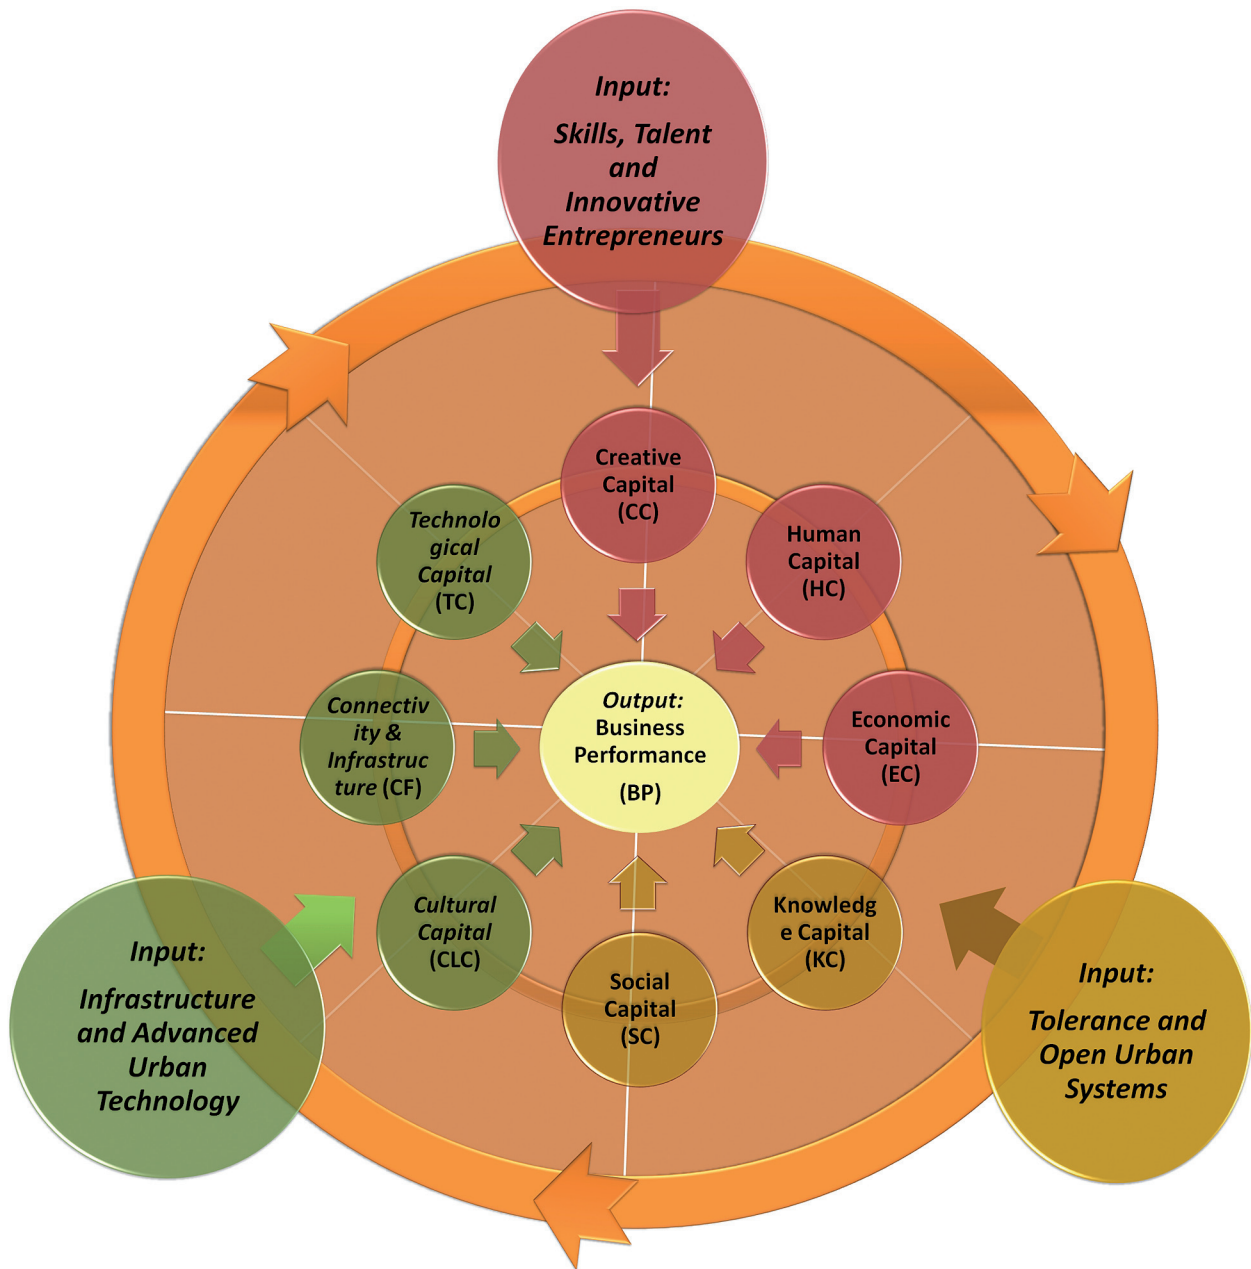 Input:
Skills, Talent
and
Innovative
Entrepreneurs
Creative
Capital
(CC)
Technolo
gical
Capital
(TC)
Human
Capital
(HC)
Connectiv
ity &
Infrastruc
ture (CF)
Output:
Business
Performance
(BP)
Economic
Capital
(EC)
Cultural
Capital
(CLC)
Knowledg
e Capital
(KC)
Social
Capital
(SC)
Input:
Infrastructure
and Advanced
Urban
Technology
Input:
Tolerance and
Open Urban
Systems